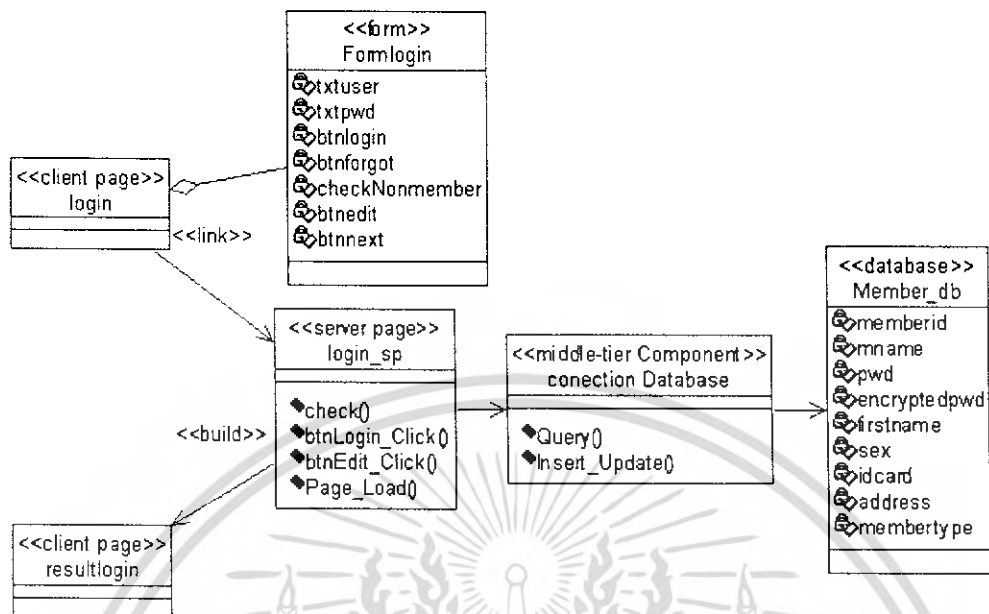 <<form>>
Formlogin
txtuser
txtpwd
btnlogin
btnforgot
checkNonmember
btnedit
btnnext
<<client page>>
login
<<link>>
<<server page>>
login_sp
check()
btnLogin_Click()
btnEdit_Click()
Page_Load()
<<build>>
<<client page>>
resultlogin
<<middle-tier Component>>
conection Database
Query()
Insert_Update()
<<database>>
Member_db
memberid
mname
pwd
encryptedpwd
firstname
sex
idcard
address
membertype